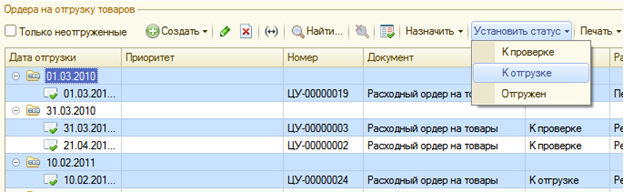 Ордера на отгрузку товаров
Только неотгруженные Создать Найти... Назначить Установить статус Печать
Дата отгрузки Приоритет Номер Документ
К проверке
К отгрузке
Отгружен
01.03.2010
01.03.201... ЦУ-00000019 Расходный ордер на то
31.03.2010
31.03.201... ЦУ-00000003 Расходный ордер на товары К проверке Ре
21.04.201... ЦУ-00000002 Расходный ордер на товары К проверке Ре
10.02.2011
10.02.201... ЦУ-00000024 Расходный ордер на товары К отгрузке Ре